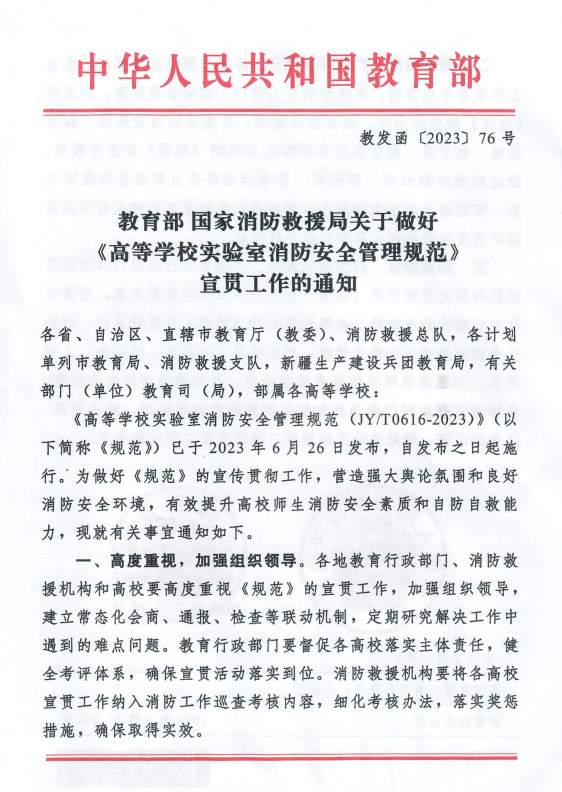 中华人民共和国教育部
教发函〔2023〕76 号
教育部 国家消防救援局关于做好
《高等学校实验室消防安全管理规范》
宣贯工作的通知
各省、自治区、直辖市教育厅（教委）、消防救援总队，各计划
单列市教育局、消防救援支队，新疆生产建设兵团教育局，有关
部门（单位）教育司（局），部属各高等学校：
《高等学校实验室消防安全管理规范（JY/T0616-2023）》（以
下简称《规范》）已于 2023 年 6 月 26 日发布，自发布之日起施
行。为做好《规范》的宣传贯彻工作，营造强大舆论氛围和良好
消防安全环境，有效提升高校师生消防安全素质和自防自救能
力，现就有关事宜通知如下。
一、高度重视，加强组织领导。各地教育行政部门、消防救
援机构和高校要高度重视《规范》的宣贯工作，加强组织领导，
建立常态化会商、通报、检查等联动机制，定期研究解决工作中
遇到的难点问题。教育行政部门要督促各高校落实主体责任，健
全考评体系，确保宣贯活动落实到位。消防救援机构要将各高校
宣贯工作纳入消防工作巡查考核内容，细化考核办法，落实奖惩
措施，确保取得实效。